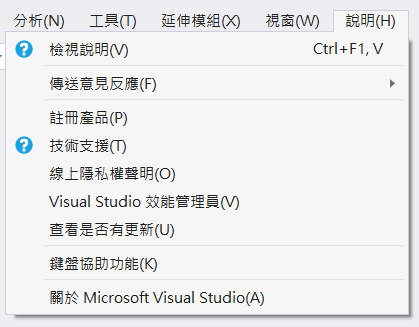 分析(N) 工具(T) 延伸模組(X) 視窗(W) 說明(H)
檢視說明(V) Ctrl+F1, V
傳送意見反應(F)
註冊產品(P)
技術支援(T)
線上隱私權聲明(O)
Visual Studio 效能管理員(V)
查看是否有更新(U)
鍵盤協助功能(K)
關於 Microsoft Visual Studio(A)